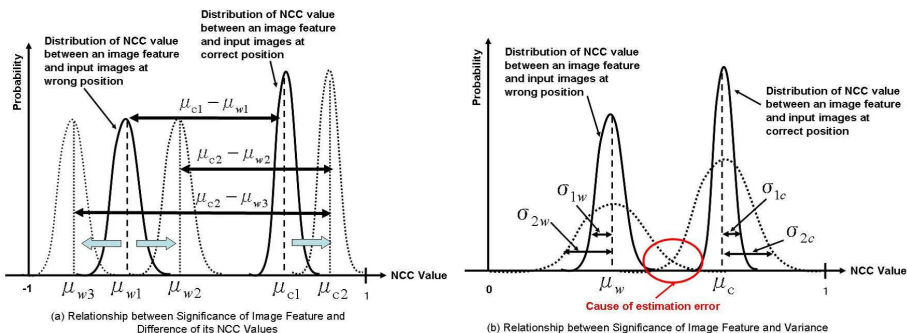 Distribution of NCC value
between an image feature
and input images at
wrong position
Distribution of NCC value
between an image feature
and input images at
correct position
Probability
μc1 − μw1
μc2 − μw2
μc2 − μw3
-1
μw3
μw1
μw2
μc1
μc2
1
NCC Value
(a) Relationship between Significance of Image Feature and
Difference of its NCC Values
Probability
Distribution of NCC value
between an image feature
and input images at
wrong position
Distribution of NCC value
between an image feature
and input images at
correct position
σ1w
σ2w
σ1c
σ2c
0
μw
μc
1
NCC Value
Cause of estimation error
(b) Relationship between Significance of Image Feature and Variance